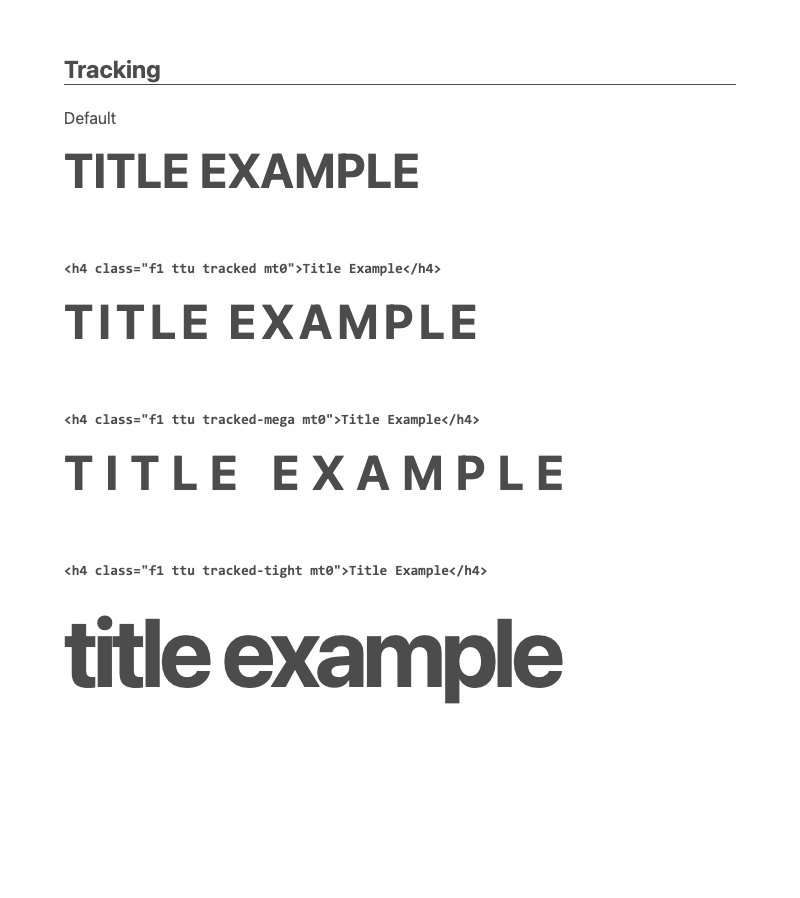 Tracking
Default
TITLE EXAMPLE
<h4 class="f1 ttu tracked mt0">Title Example</h4>
TITLE EXAMPLE
<h4 class="f1 ttu tracked-mega mt0">Title Example</h4>
TITLE EXAMPLE
<h4 class="f1 ttu tracked-tight mt0">Title Example</h4>
title example